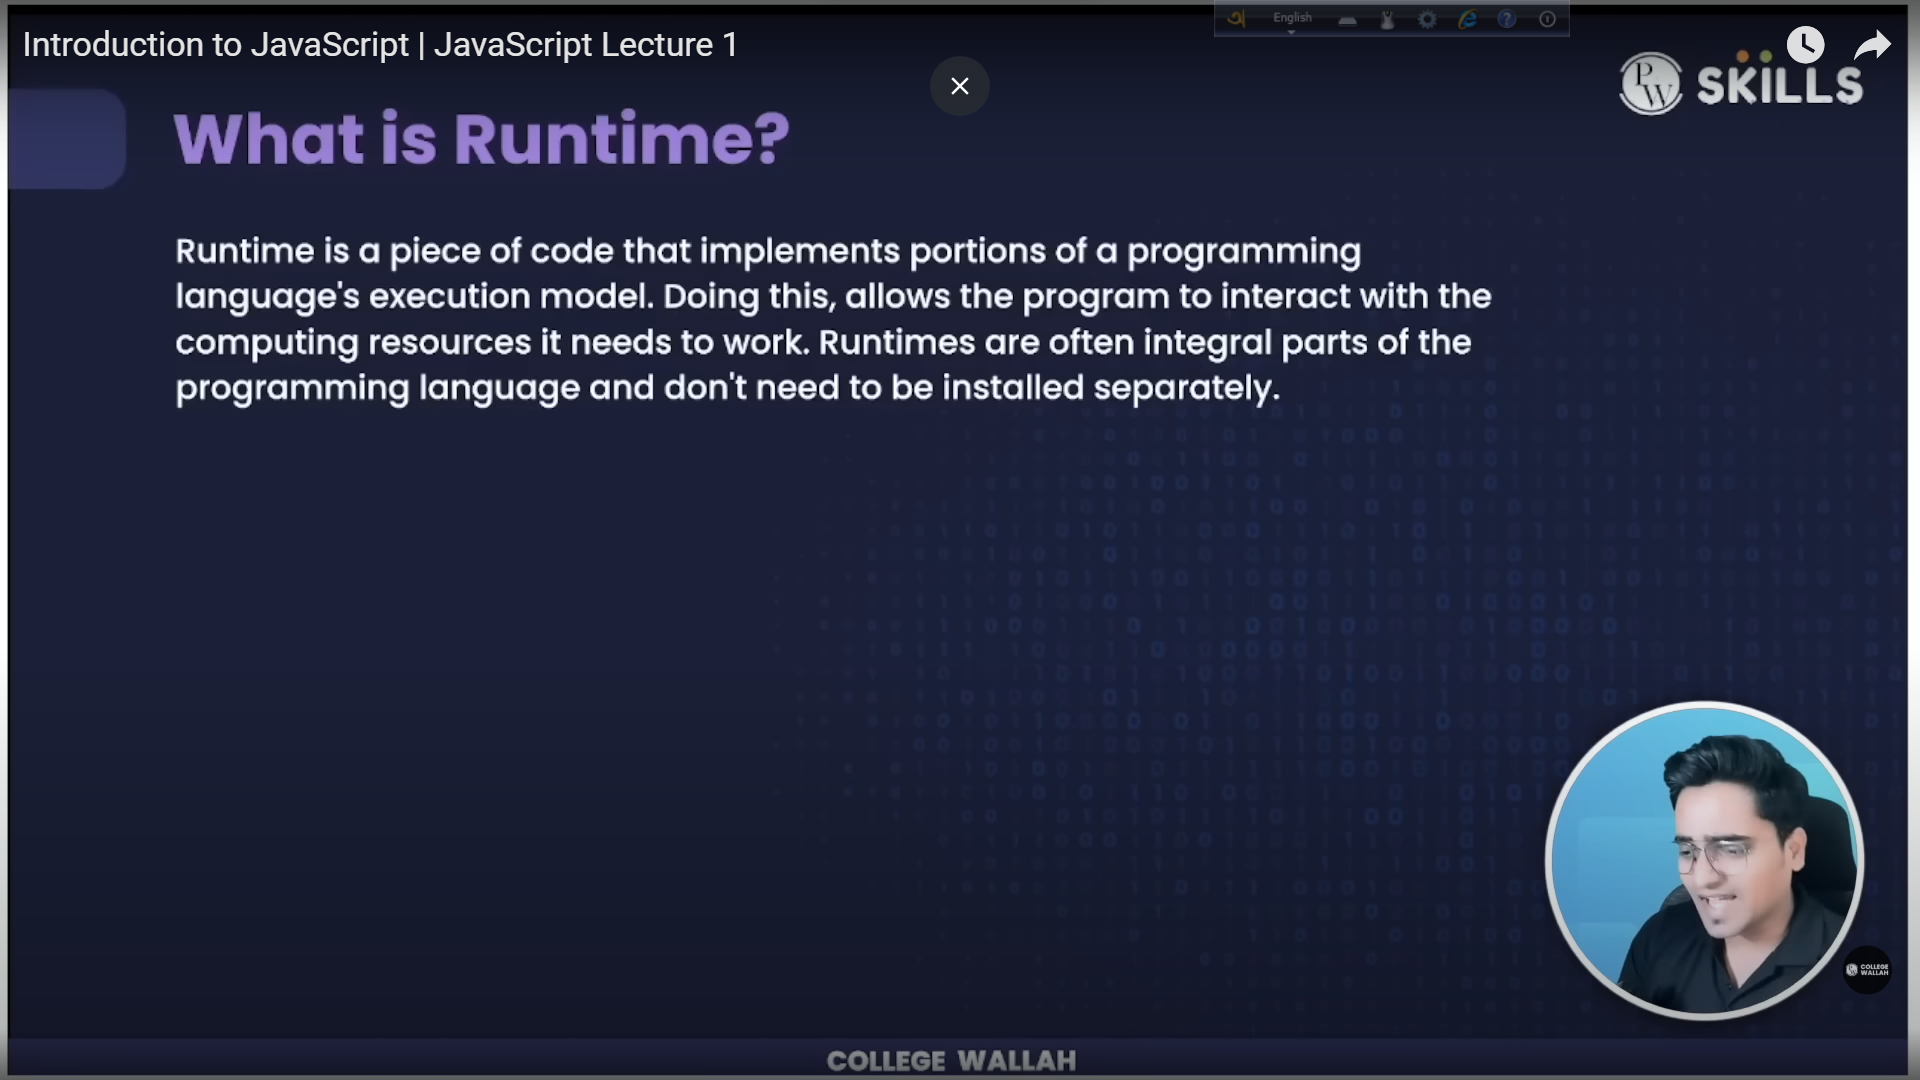 English
Introduction to JavaScript | JavaScript Lecture 1
PW SKILLS
What is Runtime?
Runtime is a piece of code that implements portions of a programming
language's execution model. Doing this, allows the program to interact with the
computing resources it needs to work. Runtimes are often integral parts of the
programming language and don't need to be installed separately.
COLLEGE
WALLAH
COLLEGE WALLAH